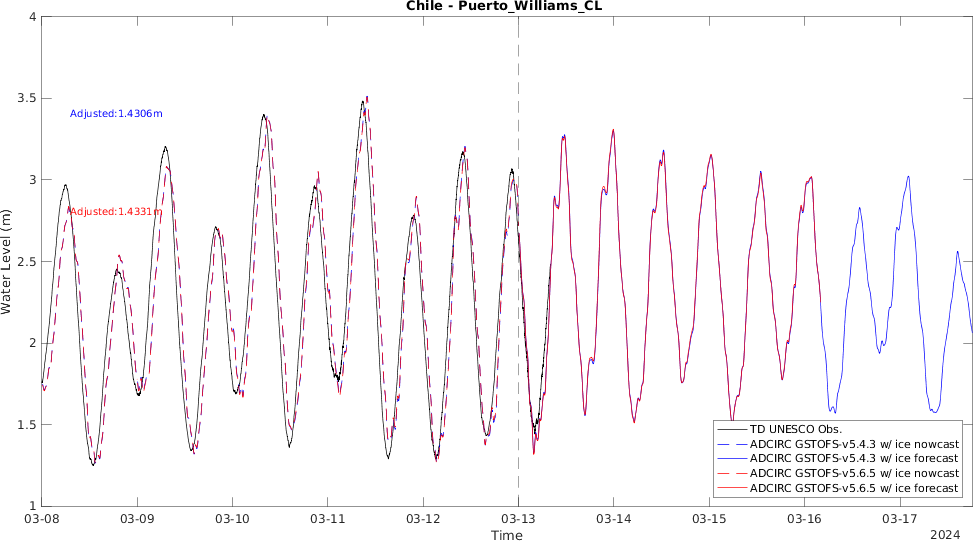 Chile - Puerto_Williams_CL
4
3.5
3
2.5
2
1.5
1
Water Level (m)
Adjusted:1.4306m
Adjusted:1.4331m
TD UNESCO Obs.
ADCIRC GSTOFS-v5.4.3 w/ ice nowcast
ADCIRC GSTOFS-v5.4.3 w/ ice forecast
ADCIRC GSTOFS-v5.6.5 w/ ice nowcast
ADCIRC GSTOFS-v5.6.5 w/ ice forecast
03-08 03-09 03-10 03-11 03-12 03-13 03-14 03-15 03-16 03-17
Time
2024